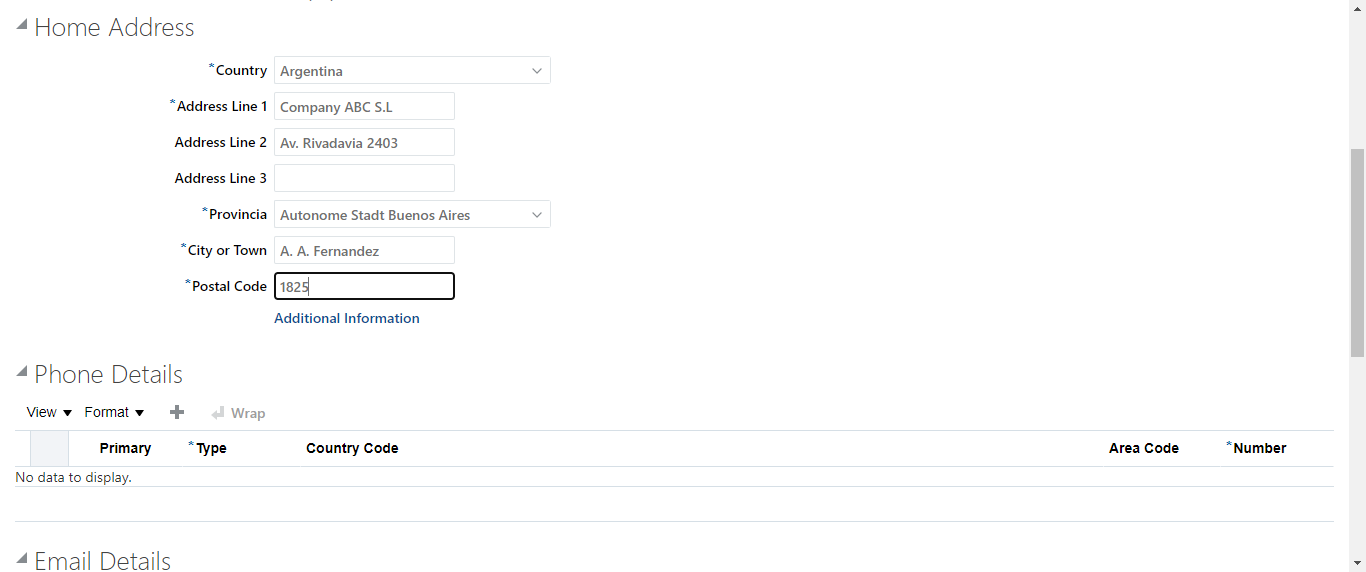 Home Address
*Country Argentina
*Address Line 1 Company ABC S.L
Address Line 2 Av. Rivadavia 2403
Address Line 3
*Provincia Autonome Stadt Buenos Aires
*City or Town A. A. Fernandez
*Postal Code 1825
Additional Information
Phone Details
View Format Wrap
Primary *Type Country Code Area Code *Number
No data to display.
Email Details